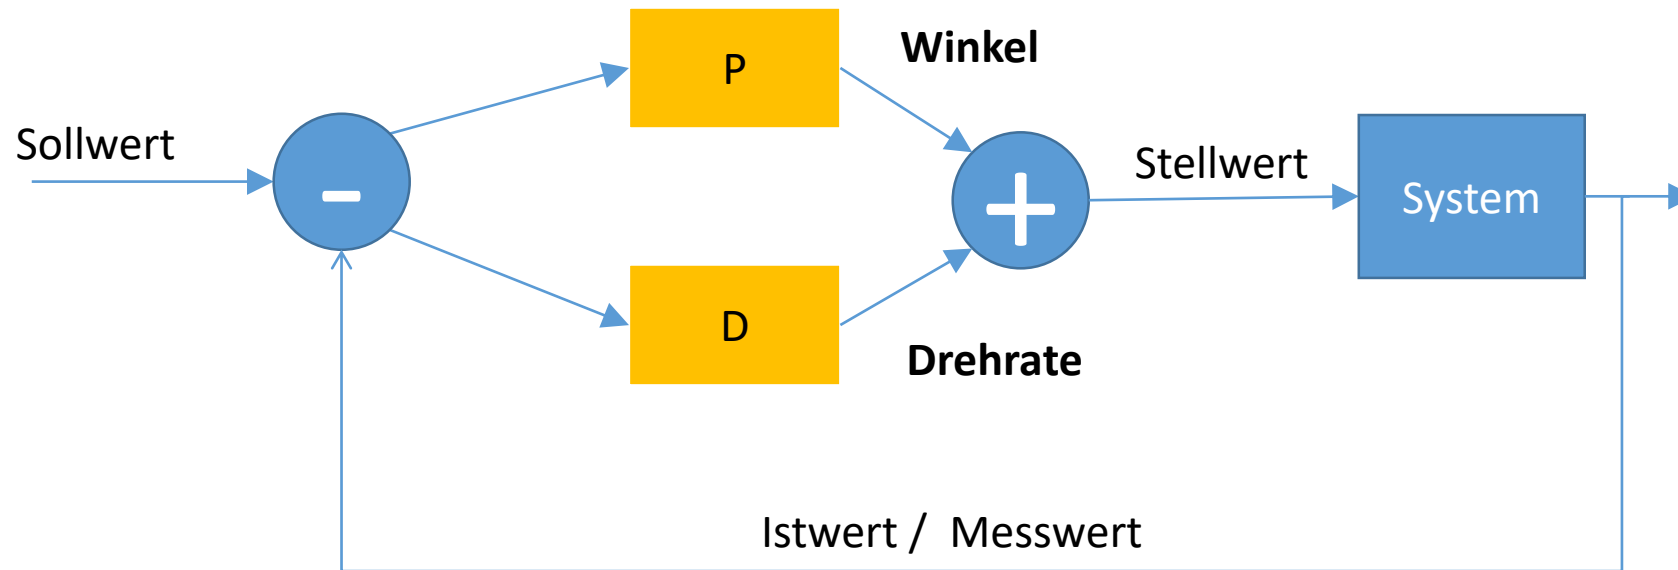 Winkel
P
Sollwert
-
+
Stellwert
System
D
Drehrate
Istwert / Messwert